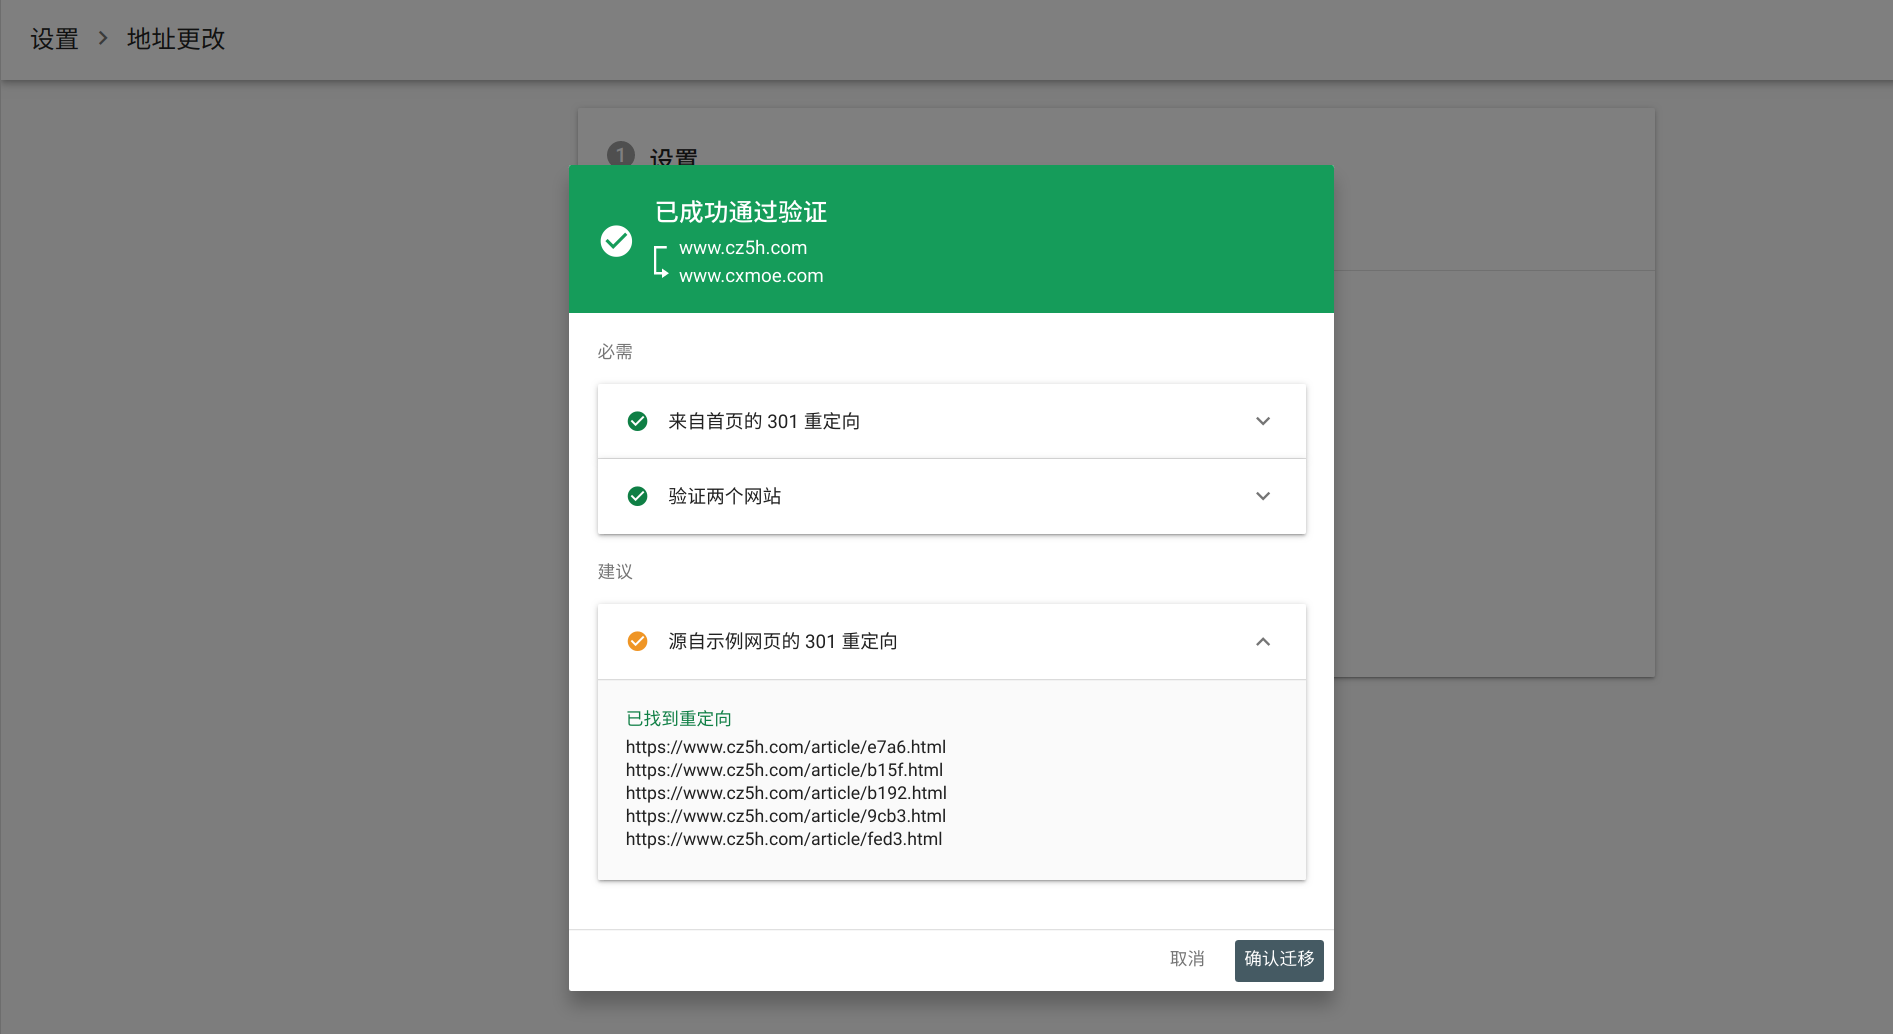 设置 > 地址更改
1 设置
已成功通过验证
www.cz5h.com
www.cxmoe.com
必需
来自首页的 301 重定向
验证两个网站
建议
源自示例网页的 301 重定向
已找到重定向
https://www.cz5h.com/article/e7a6.html
https://www.cz5h.com/article/b15f.html
https://www.cz5h.com/article/b192.html
https://www.cz5h.com/article/9cb3.html
https://www.cz5h.com/article/fed3.html
取消 确认迁移